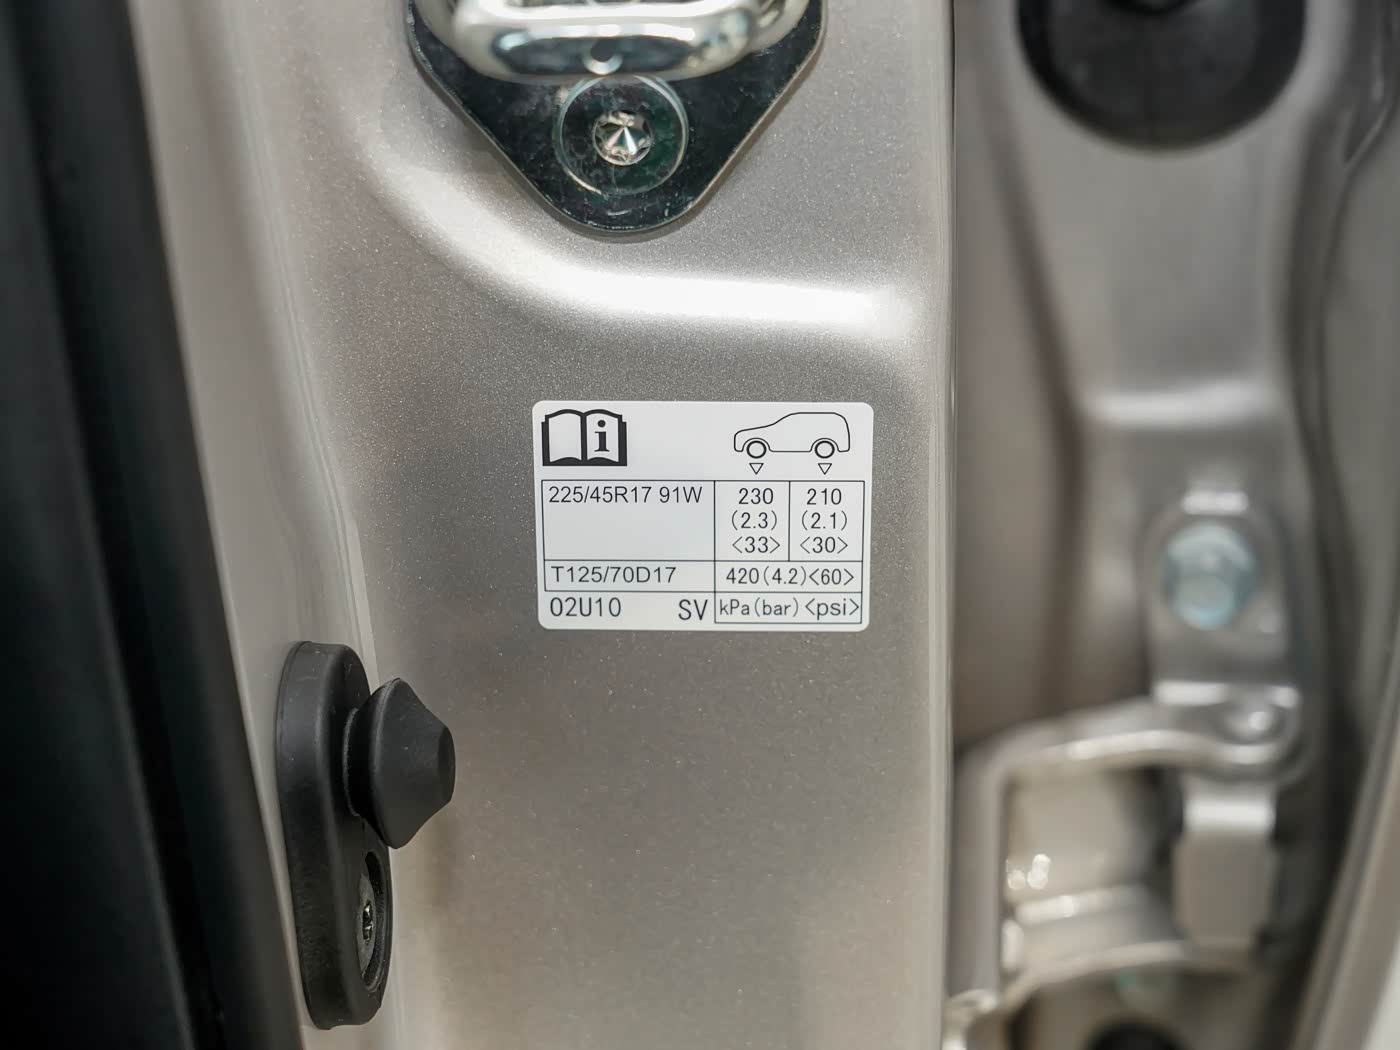 i
225/45R17 91W 230 210
(2.3) (2.1)
<33> <30>
T125/70D17 420(4.2)<60>
02U10 SV kPa(bar)<psi>